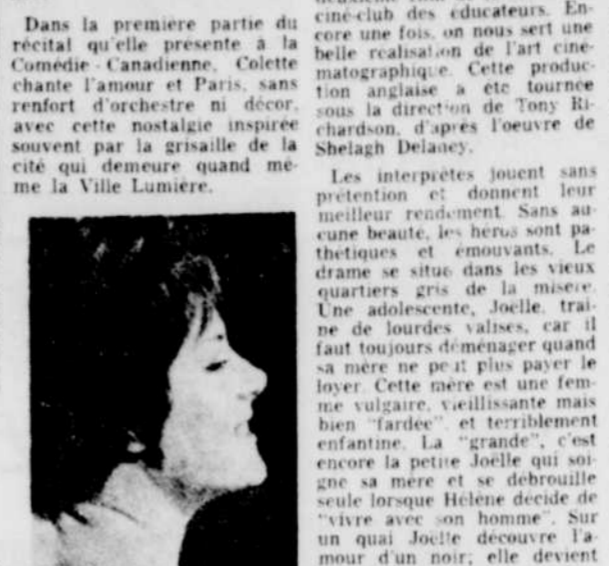 Dans la première partie du
récital qu'elle présente à la
Comédie - Canadienne, Colette
chante l'amour et Paris, sans
renfort d'orchestre ni décor,
avec cette nostalgie inspirée
souvent par la grisaille de la
cité qui demeure quand mê-
me la Ville Lumière.
ciné-club des éducateurs. En-
core une fois, on nous sert une
belle réalisation de l'art ciné-
matographique. Cette produc-
tion anglaise a été tournée
sous la direction de Tony Ri-
chardson, d'après l'oeuvre de
Shelagh Delaney.
Les interprètes jouent sans
prétention et donnent leur
meilleur rendement. Sans au-
cune beauté, les héros sont pa-
thétiques et émouvants. Le
drame se situe dans les vieux
quartiers gris de la misère.
Une adolescente, Joëlle, traî-
ne de lourdes valises, car il
faut toujours déménager quand
sa mère ne peut plus payer le
loyer. Cette mère est une fem-
me vulgaire, vieillissante mais
bien "fardée", et terriblement
enfantine. La "grande", c'est
encore la petite Joëlle qui soi-
gne sa mère et se débrouille
seule lorsque Hélène décide de
"vivre avec son homme". Sur
un quai Joëlle découvre l'a-
mour d'un noir; elle devient